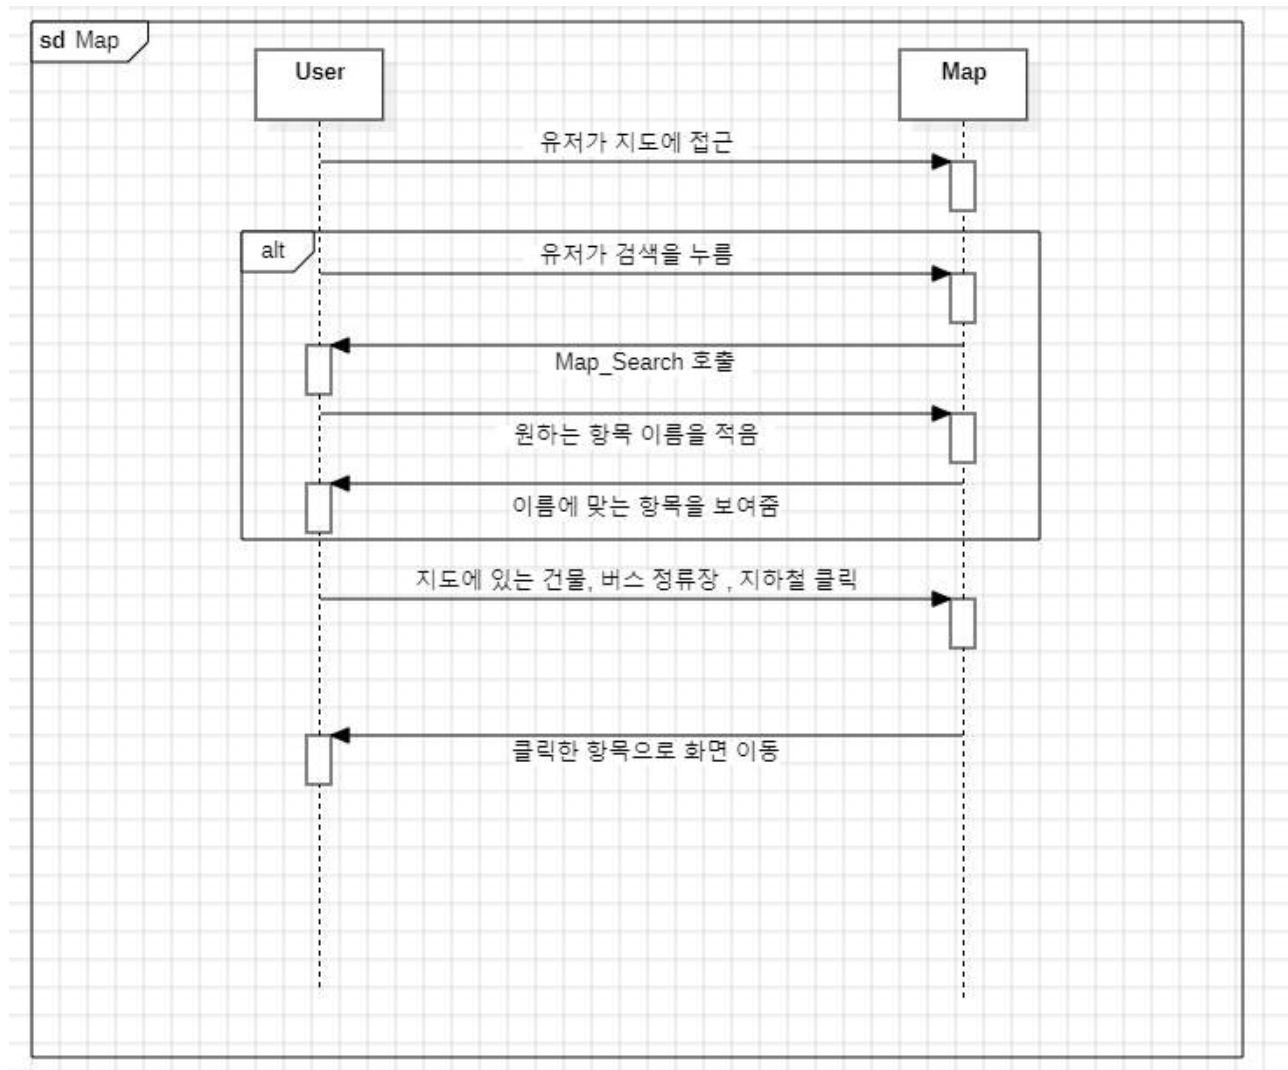 sd Map
User
Map
유저가 지도에 접근
alt
유저가 검색을 누름
Map_Search 호출
원하는 항목 이름을 적음
이름에 맞는 항목을 보여줌
지도에 있는 건물, 버스 정류장 , 지하철 클릭
클릭한 항목으로 화면 이동